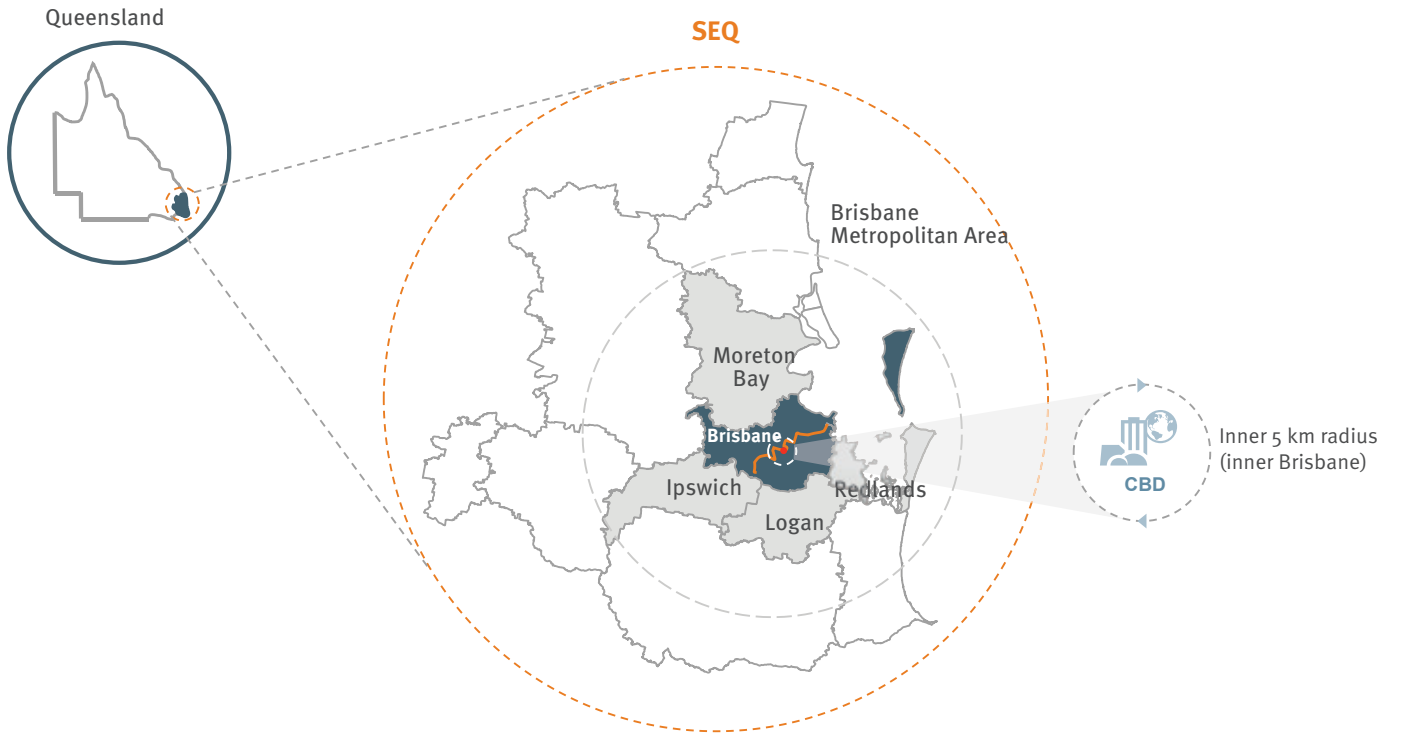 Queensland
SEQ
Brisbane
Metropolitan Area
Moreton
Bay
Brisbane
Ipswich
Redlands
Logan
CBD
Inner 5 km radius
(inner Brisbane)